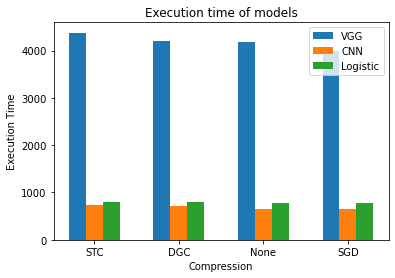 Execution time of models
VGG
CNN
Logistic
4000
3000
2000
1000
0
Execution Time
STC
DGC
None
SGD
Compression